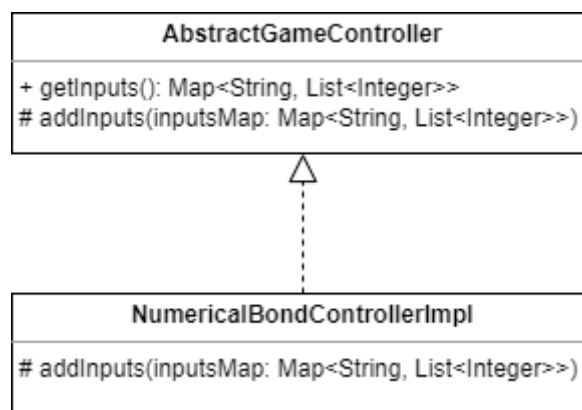 AbstractGameController
+ getInputs(): Map<String, List<Integer>>
# addInputs(inputsMap: Map<String, List<Integer>>)
NumericalBondControllerImpl
# addInputs(inputsMap: Map<String, List<Integer>>)